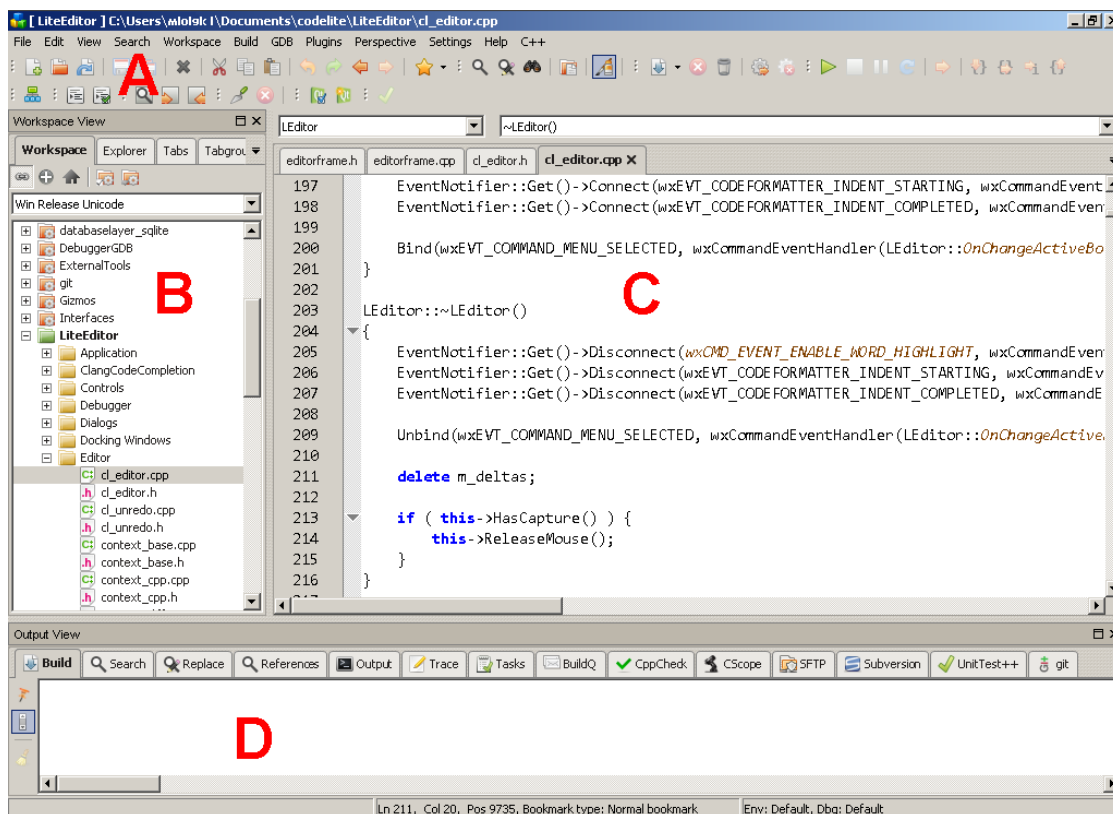 [ LiteEditor ] C:\Users\мlolsk l\Documents\codelite\LiteEditor\cl_editor.cpp
File Edit View Search Workspace Build GDB Plugins Perspective Settings Help C++
A
Workspace View
Workspace Explorer Tabs Tabgrou
Win Release Unicode
databaselayer_sqlite
DebuggerGDB
ExternalTools
git
Gizmos
Interfaces
LiteEditor
Application
ClangCodeCompletion
Controls
Debugger
Dialogs
Docking Windows
Editor
cl_editor.cpp
cl_editor.h
cl_unredo.cpp
cl_unredo.h
context_base.cpp
context_base.h
context_cpp.cpp
context_cpp.h
B
LEditor ~LEditor()
editorframe.h editorframe.cpp cl_editor.h cl_editor.cpp
197 EventNotifier::Get()->Connect(wxEVT_CODEFORMATTER_INDENT_STARTING, wxCommandEvent
198 EventNotifier::Get()->Connect(wxEVT_CODEFORMATTER_INDENT_COMPLETED, wxCommandEven
199
200 Bind(wxEVT_COMMAND_MENU_SELECTED, wxCommandEventHandler(LEditor::OnChangeActiveBo
201 }
202
203 LEditor::~LEditor()
204 {
205 EventNotifier::Get()->Disconnect(wxCMD_EVENT_ENABLE_WORD_HIGHLIGHT, wxCommandEven
206 EventNotifier::Get()->Disconnect(wxEVT_CODEFORMATTER_INDENT_STARTING, wxCommandEv
207 EventNotifier::Get()->Disconnect(wxEVT_CODEFORMATTER_INDENT_COMPLETED, wxCommandE
208
209 Unbind(wxEVT_COMMAND_MENU_SELECTED, wxCommandEventHandler(LEditor::OnChangeActive
210
211 delete m_deltas;
212
213 if ( this->HasCapture() ) {
214 this->ReleaseMouse();
215 }
216 }
C
Output View
Build Search Replace References Output Trace Tasks BuildQ CppCheck CScope SFTP Subversion UnitTest++ git
D
Ln 211, Col 20, Pos 9735, Bookmark type: Normal bookmark Env: Default, Dbg: Default